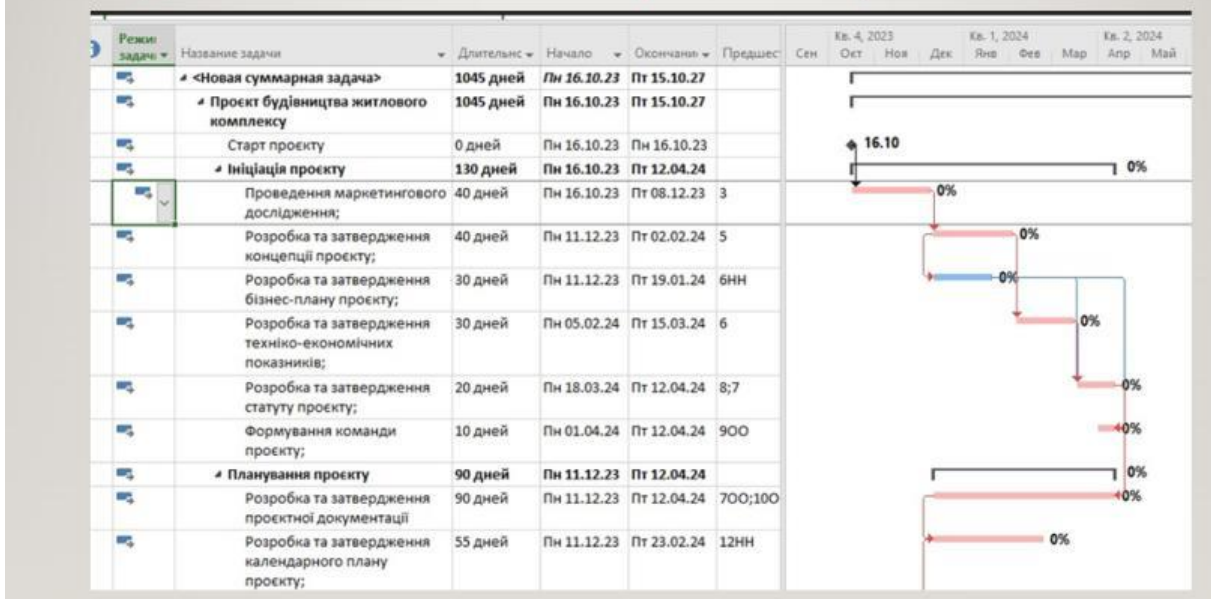 Кв. 4, 2023 Кв. 1, 2024 Кв. 2, 2024
Режим задачи Название задачи Длительнс Начало Окончани Предшест Сен Окт Ноя Дек Янв Фев Мар Апр Май
<Новая суммарная задача> 1045 дней Пн 16.10.23 Пт 15.10.27
Проєкт будівництва житлового 1045 дней Пн 16.10.23 Пт 15.10.27
комплексу
Старт проєкту 0 дней Пн 16.10.23 Пн 16.10.23 16.10
Ініціація проєкту 130 дней Пн 16.10.23 Пт 12.04.24 0%
Проведення маркетингового 40 дней Пн 16.10.23 Пт 08.12.23 3 0%
дослідження;
Розробка та затвердження 40 дней Пн 11.12.23 Пт 02.02.24 5 0%
концепції проєкту;
Розробка та затвердження 30 дней Пн 11.12.23 Пт 19.01.24 6НН 0%
бізнес-плану проєкту;
Розробка та затвердження 30 дней Пн 05.02.24 Пт 15.03.24 6 0%
техніко-економічних
показників;
Розробка та затвердження 20 дней Пн 18.03.24 Пт 12.04.24 8;7 0%
статуту проєкту;
Формування команди 10 дней Пн 01.04.24 Пт 12.04.24 9ОО 0%
проєкту;
Планування проєкту 90 дней Пн 11.12.23 Пт 12.04.24 0%
Розробка та затвердження 90 дней Пн 11.12.23 Пт 12.04.24 7ОО;10О 0%
проєктної документації
Розробка та затвердження 55 дней Пн 11.12.23 Пт 23.02.24 12НН 0%
календарного плану
проєкту;